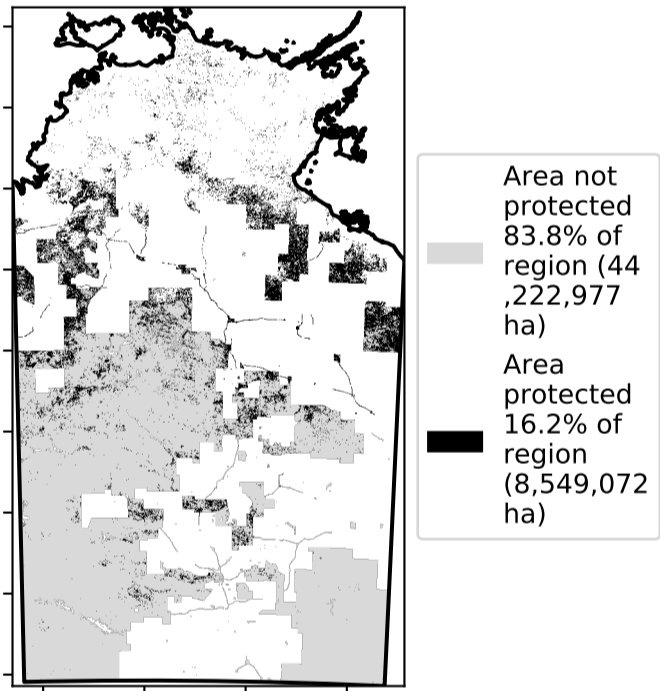 Area not
protected
83.8% of
region (44
,222,977
ha)
Area
protected
16.2% of
region
(8,549,072
ha)